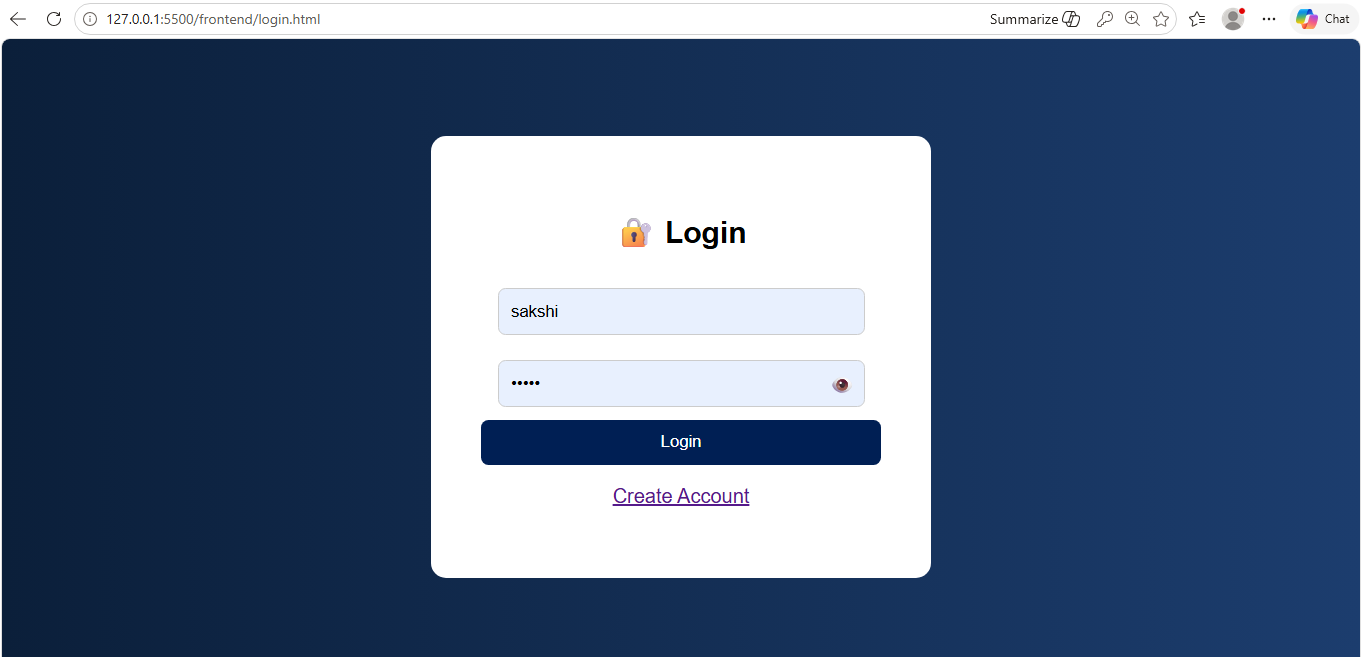 127.0.0.1:5500/frontend/login.html Summarize Chat
Login
sakshi
•••••
Login
Create Account